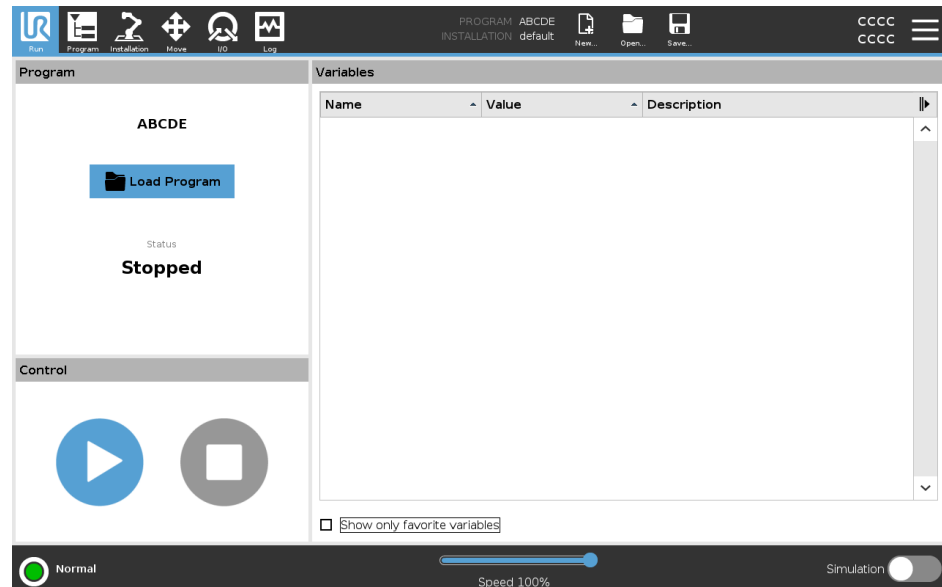 PROGRAM ABCDE
INSTALLATION default
CCCC
CCCC
Run
Program
Installation
Move
I/O
Log
New...
Open...
Save...
Program
Variables
ABCDE
Load Program
Status
Stopped
Name
Value
Description
Control
Show only favorite variables
Normal
Speed 100%
Simulation